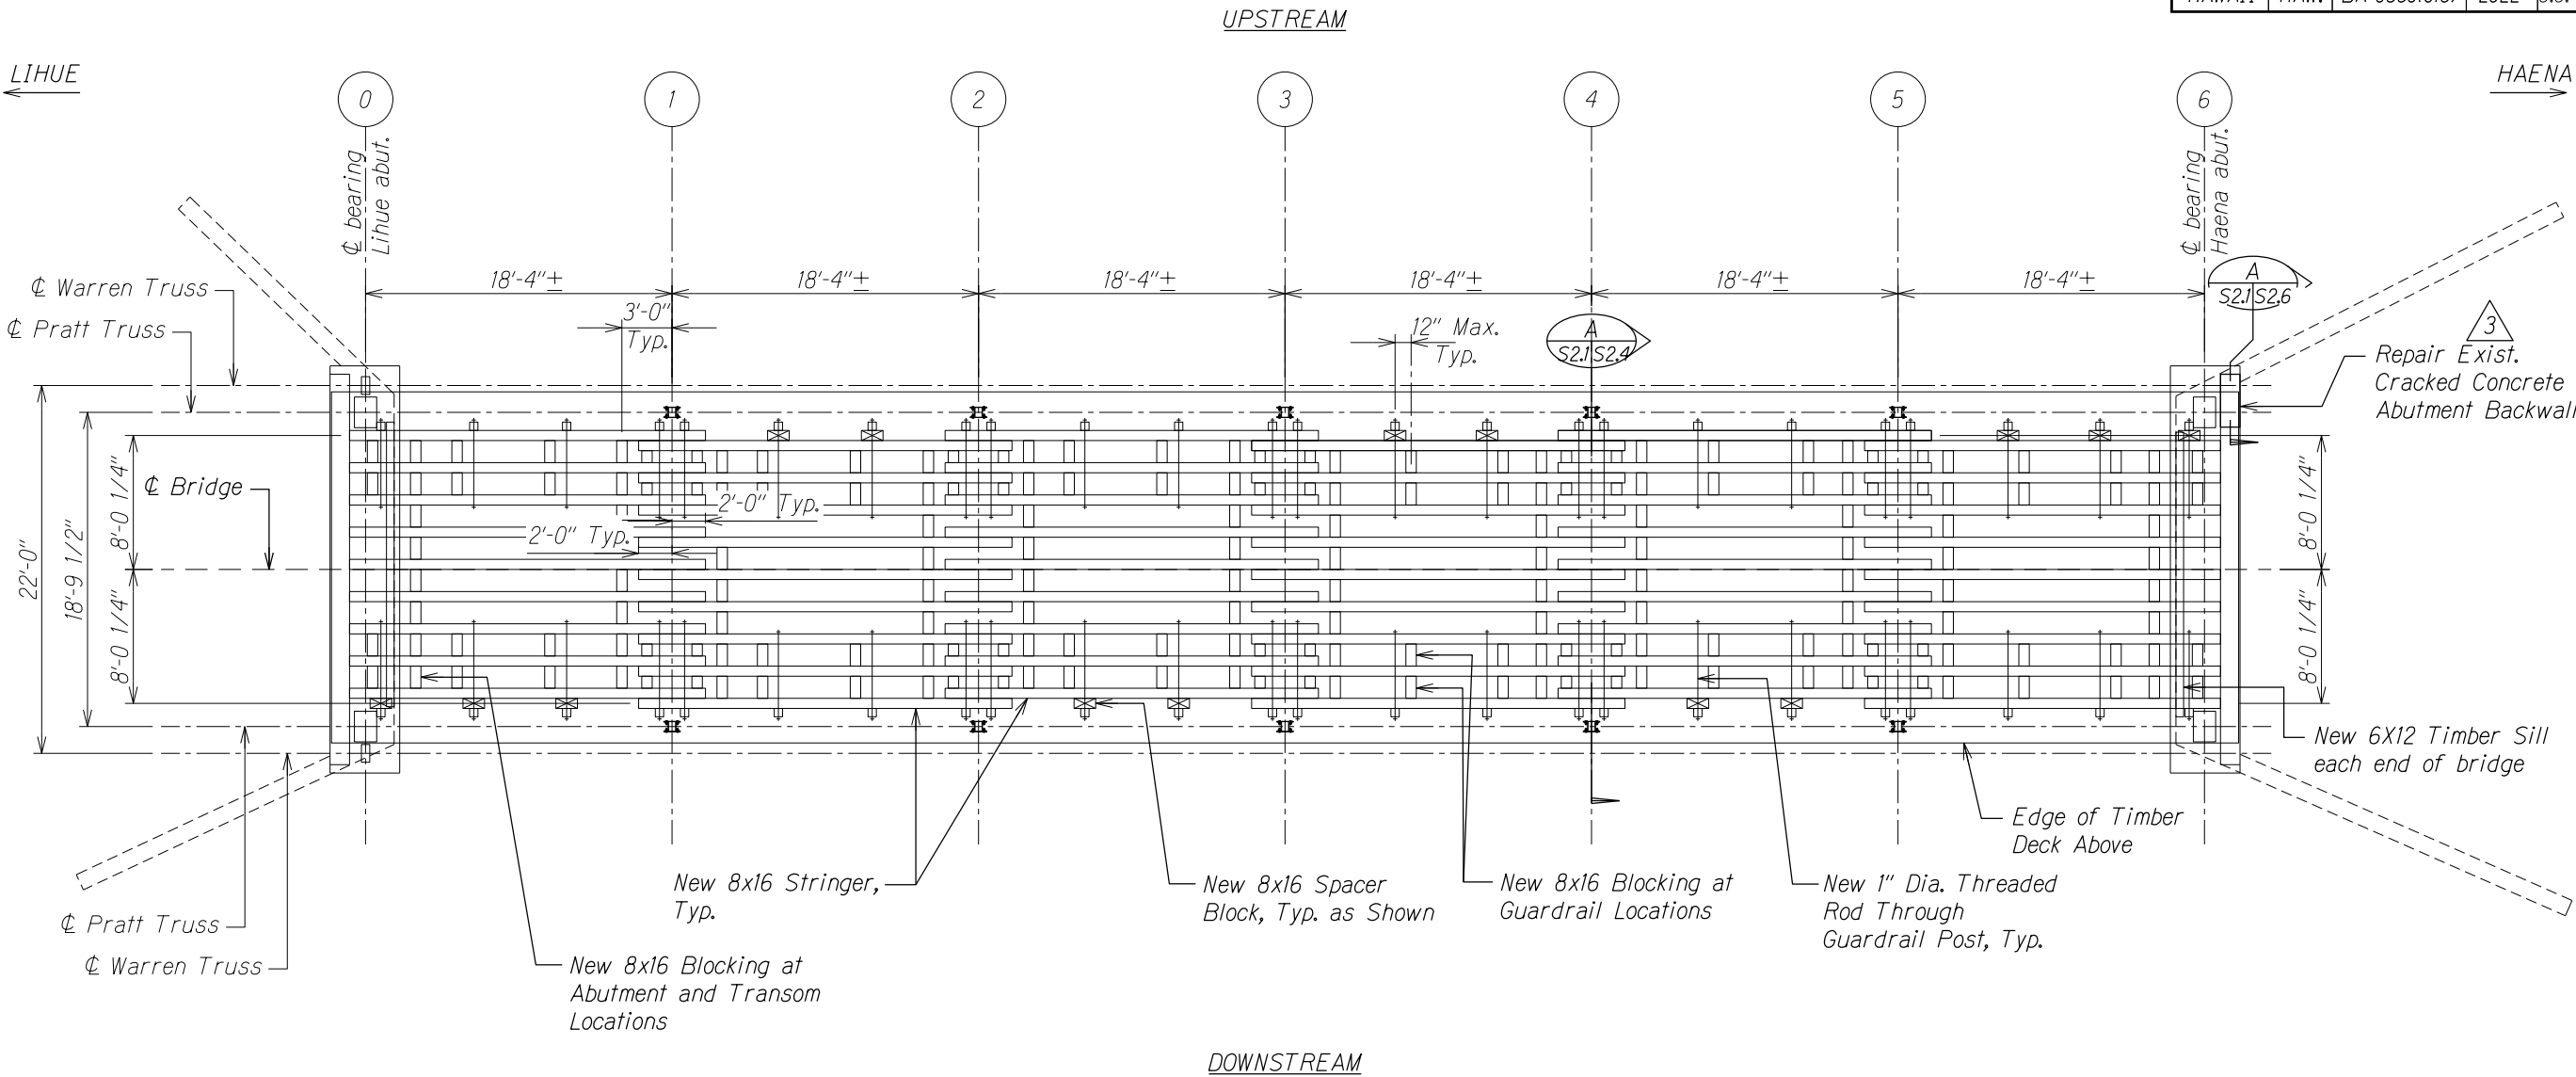 HAWAII HAW. 2022
UPSTREAM
LIHUE
HAENA
0
1
2
3
4
5
6
℄ bearing
Lihue abut.
℄ bearing
Haena abut.
℄ Warren Truss
℄ Pratt Truss
18'-4"±
18'-4"±
18'-4"±
18'-4"±
18'-4"±
18'-4"±
3'-0"
Typ.
12" Max.
Typ.
A
S2.1 S2.4
A
S2.1 S2.6
3
Repair Exist.
Cracked Concrete
Abutment Backwall
℄ Bridge
22'-0"
18'-9 1/2"
8'-0 1/4"
8'-0 1/4"
2'-0" Typ.
2'-0" Typ.
8'-0 1/4"
8'-0 1/4"
New 6X12 Timber Sill
each end of bridge
Edge of Timber
Deck Above
New 8x16 Stringer,
Typ.
New 8x16 Spacer
Block, Typ. as Shown
New 8x16 Blocking at
Guardrail Locations
New 1" Dia. Threaded
Rod Through
Guardrail Post, Typ.
℄ Pratt Truss
℄ Warren Truss
New 8x16 Blocking at
Abutment and Transom
Locations
DOWNSTREAM